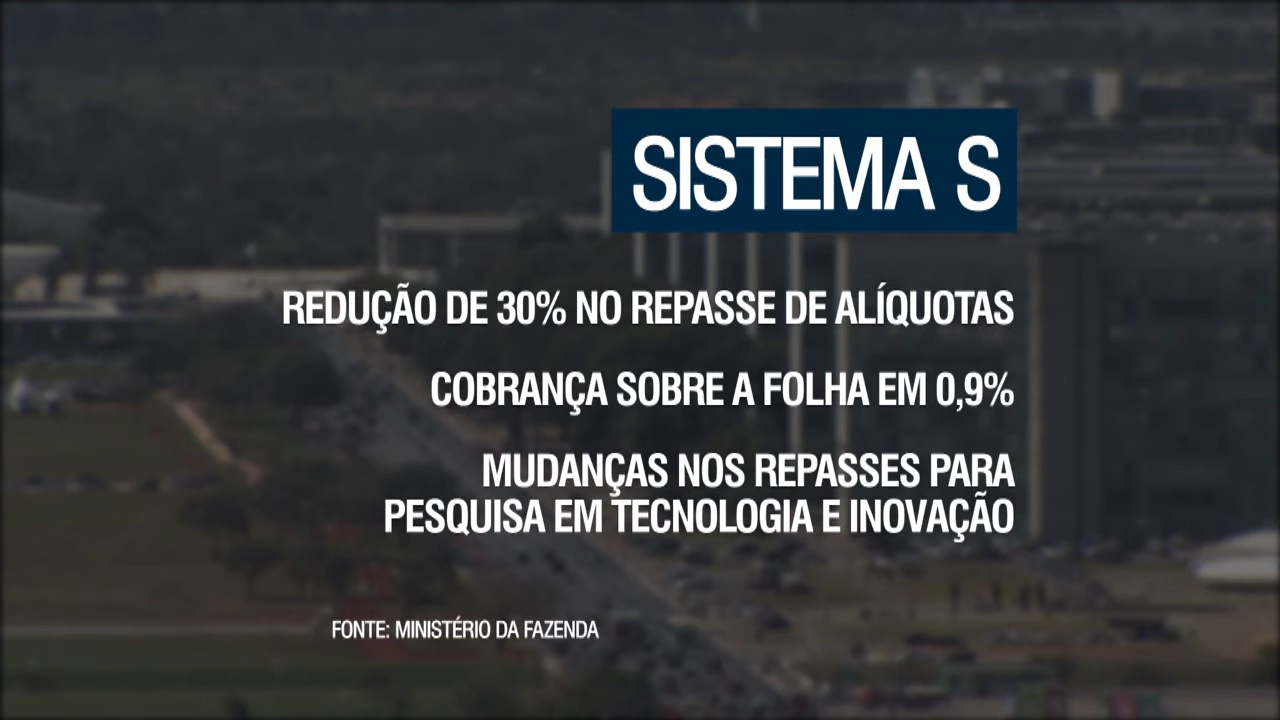 SISTEMA S
REDUÇÃO DE 30% NO REPASSE DE ALÍQUOTAS
COBRANÇA SOBRE A FOLHA EM 0,9%
MUDANÇAS NOS REPASSES PARA
PESQUISA EM TECNOLOGIA E INOVAÇÃO
FONTE: MINISTÉRIO DA FAZENDA